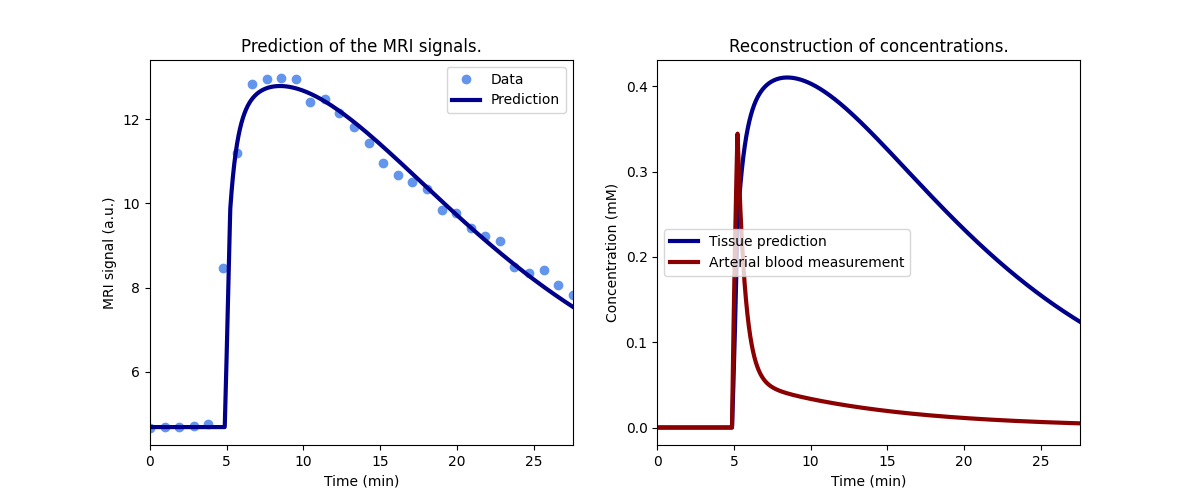 Prediction of the MRI signals.
Data
Prediction
12
10
8
6
MRI signal (a.u.)
0
5
10
15
20
25
Time (min)
Reconstruction of concentrations.
0.4
0.3
0.2
0.1
0.0
Concentration (mM)
Tissue prediction
Arterial blood measurement
0
5
10
15
20
25
Time (min)